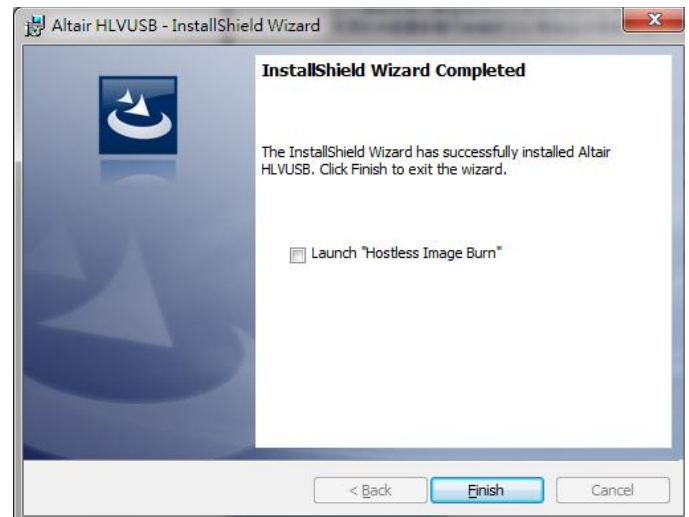 Altair HLVUSB - InstallShield Wizard
InstallShield Wizard Completed
The InstallShield Wizard has successfully installed Altair
HLVUSB. Click Finish to exit the wizard.
Launch "Hostless Image Burn"
< Back
Finish
Cancel